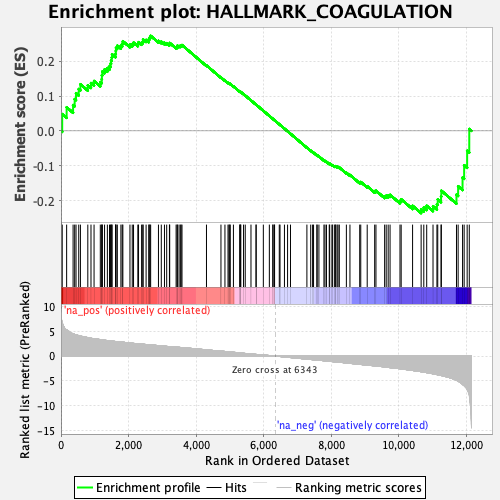 Enrichment plot: HALLMARK_COAGULATION
Enrichment score (ES)
0.2
0.1
0.0
-0.1
-0.2
'na_pos' (positively correlated)
Ranked list metric (PreRanked)
10
5
0
-5
-10
-15
Zero cross at 6343
'na_neg' (negatively correlated)
0
2,000
4,000
6,000
8,000
10,000
12,000
Rank in Ordered Dataset
Enrichment profile
Hits
Ranking metric scores